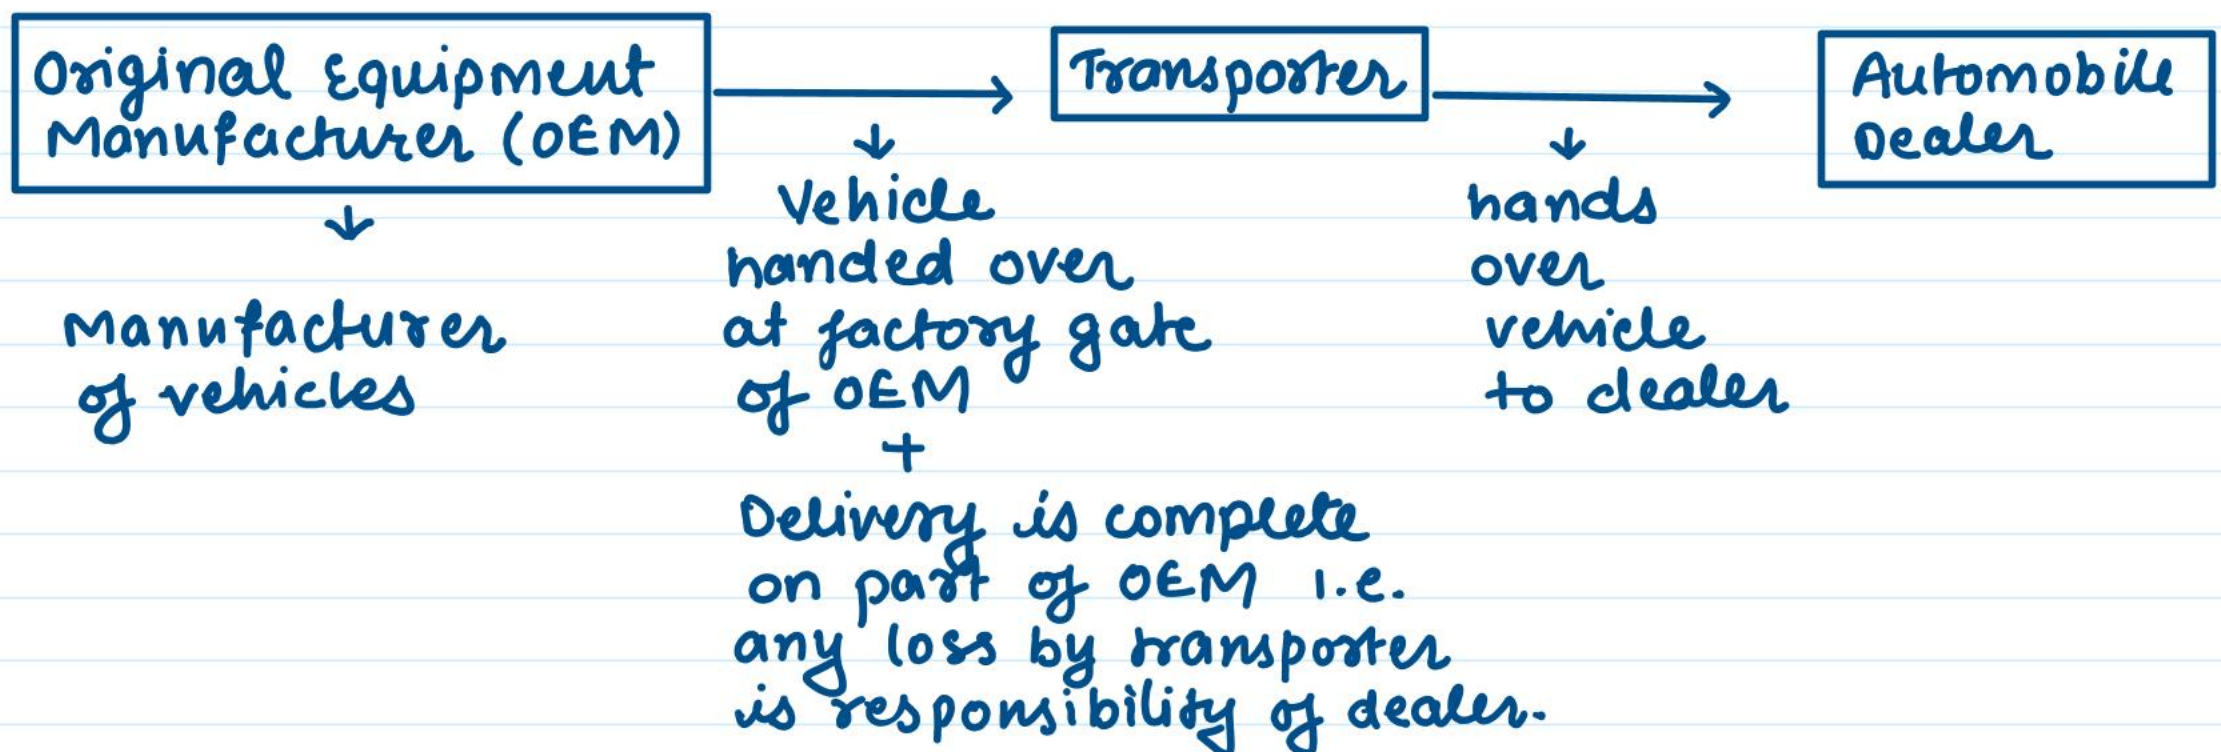 Original Equipment
Manufacturer (OEM)
Transporter
Automobile
Dealer
Manufacturer
of vehicles
Vehicle
handed over
at factory gate
of OEM
+
Delivery is complete
on part of OEM i.e.
any loss by transporter
is responsibility of dealer.
hands
over
vehicle
to dealer